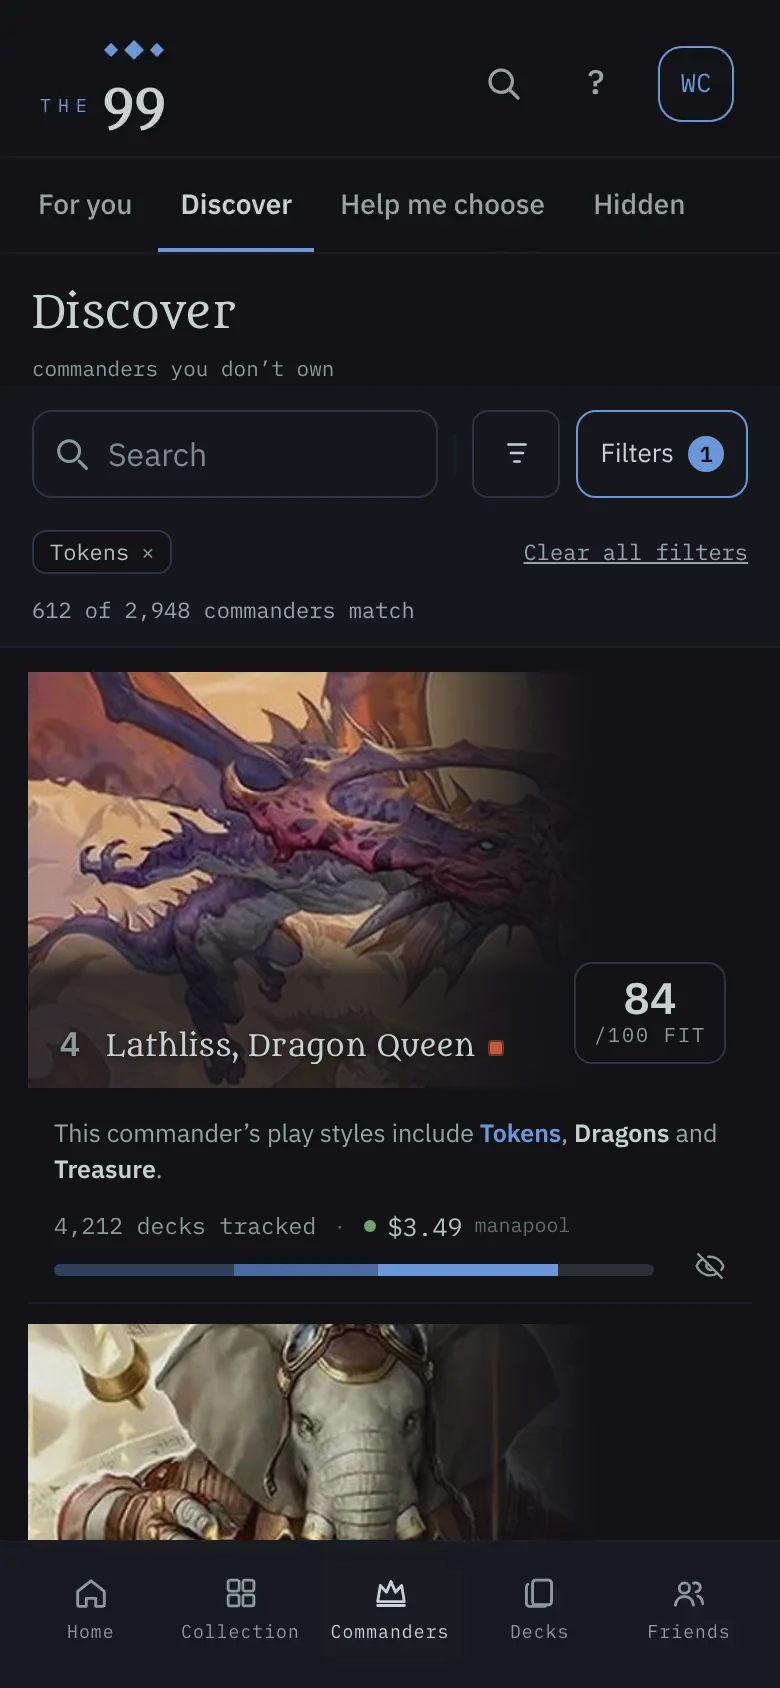 THE 99
?
WC
For you Discover Help me choose Hidden
Discover
commanders you don’t own
Search
Filters 1
Tokens ×
Clear all filters
612 of 2,948 commanders match
84
/100 FIT
4 Lathliss, Dragon Queen
This commander’s play styles include Tokens, Dragons and
Treasure.
4,212 decks tracked · $3.49 manapool
Home Collection Commanders Decks Friends